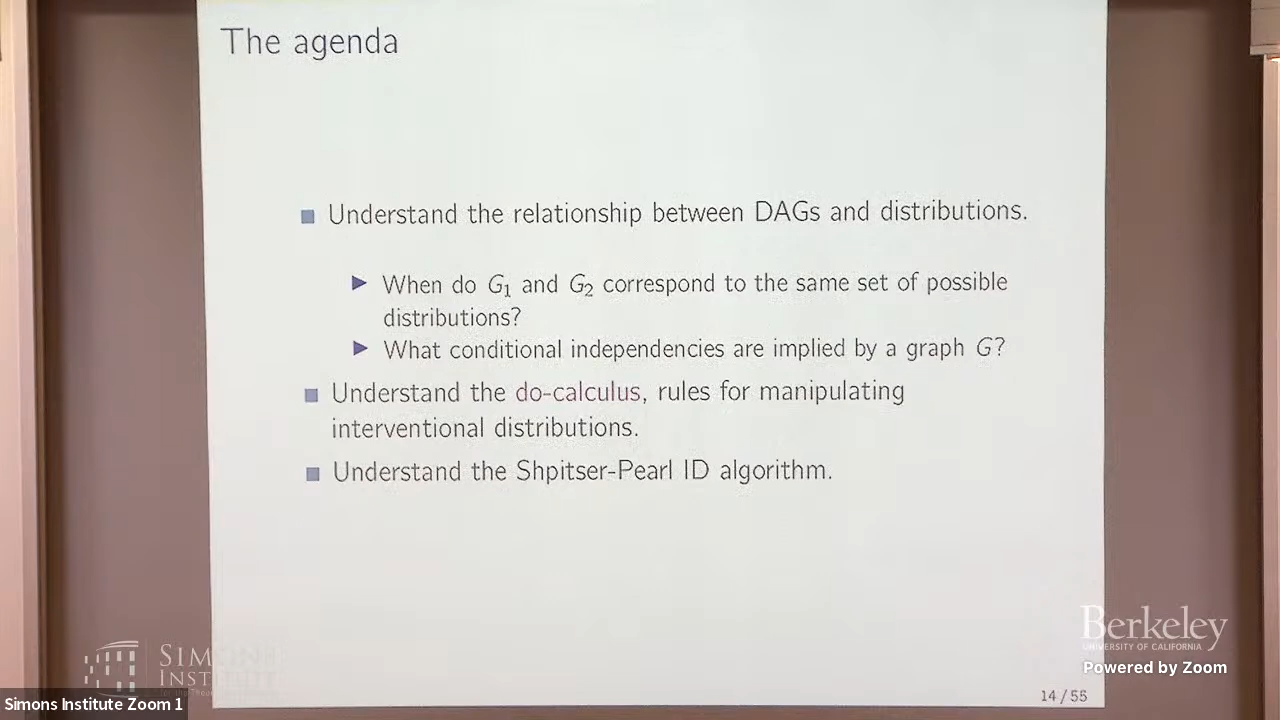 The agenda
■ Understand the relationship between DAGs and distributions.
▶ When do G₁ and G₂ correspond to the same set of possible
distributions?
▶ What conditional independencies are implied by a graph G?
■ Understand the do-calculus, rules for manipulating
interventional distributions.
■ Understand the Shpitser-Pearl ID algorithm.
Berkeley
UNIVERSITY OF CALIFORNIA
Powered by Zoom
INSTITUTE
Simons Institute Zoom 1
14 / 55